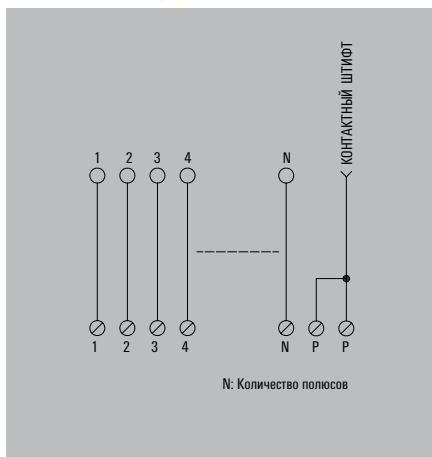 КОНТАКТНЫЙ ШТИФТ
1 2 3 4 N
1 2 3 4 N P P
N: Количество полюсов